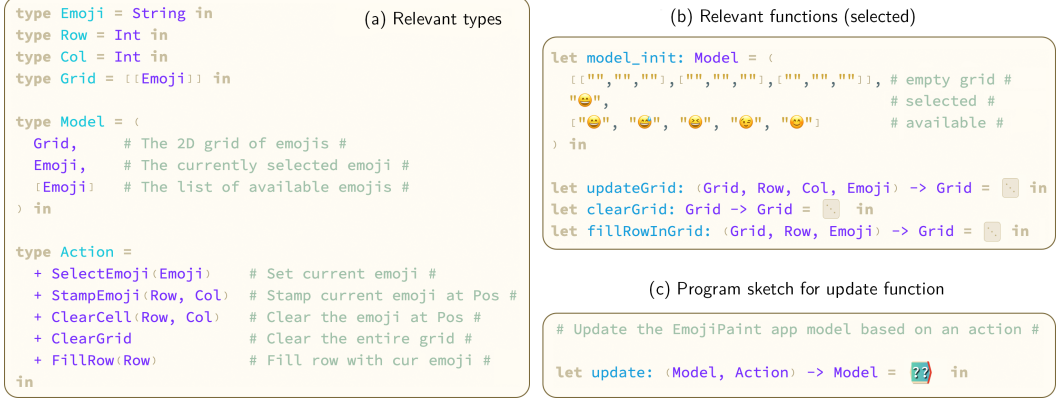 (a) Relevant types
type Emoji = String in
type Row = Int in
type Col = Int in
type Grid = [[Emoji]] in
type Model = (
Grid, # The 2D grid of emojis #
Emoji, # The currently selected emoji #
[Emoji] # The list of available emojis #
) in
type Action =
+ SelectEmoji(Emoji) # Set current emoji #
+ StampEmoji(Row, Col) # Stamp current emoji at Pos #
+ ClearCell(Row, Col) # Clear the emoji at Pos #
+ ClearGrid # Clear the entire grid #
+ FillRow(Row) # Fill row with cur emoji #
in
(b) Relevant functions (selected)
let model_init: Model = (
[["","",""],["","",""],["","",""]], # empty grid #
"😄", # selected #
["😄", "😅", "😆", "😉", "😊"] # available #
) in
let updateGrid: (Grid, Row, Col, Emoji) -> Grid = ⋱ in
let clearGrid: Grid -> Grid = ⋱ in
let fillRowInGrid: (Grid, Row, Emoji) -> Grid = ⋱ in
(c) Program sketch for update function
# Update the EmojiPaint app model based on an action #
let update: (Model, Action) -> Model = ?? in